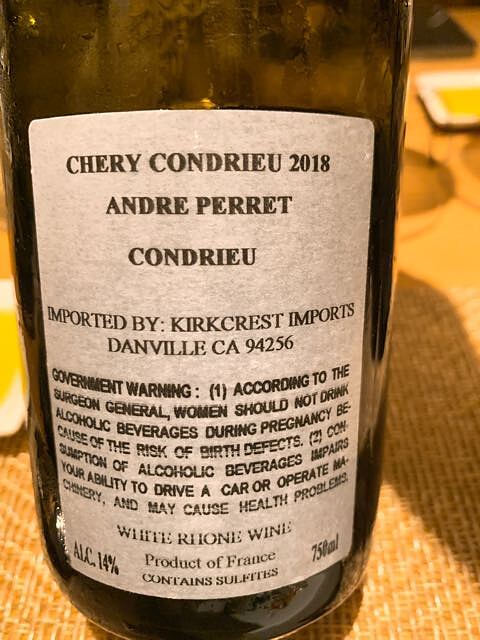 CHERY CONDRIEU 2018
ANDRE PERRET
CONDRIEU
IMPORTED BY: KIRKCREST IMPORTS
DANVILLE CA 94256
GOVERNMENT WARNING: (1) ACCORDING TO THE
SURGEON GENERAL, WOMEN SHOULD NOT DRINK
ALCOHOLIC BEVERAGES DURING PREGNANCY BE-
CAUSE OF THE RISK OF BIRTH DEFECTS. (2) CON-
SUMPTION OF ALCOHOLIC BEVERAGES IMPAIRS
YOUR ABILITY TO DRIVE A CAR OR OPERATE MA-
CHINERY, AND MAY CAUSE HEALTH PROBLEMS.
WHITE RHONE WINE
ALC. 14% Product of France 750ml
CONTAINS SULFITES